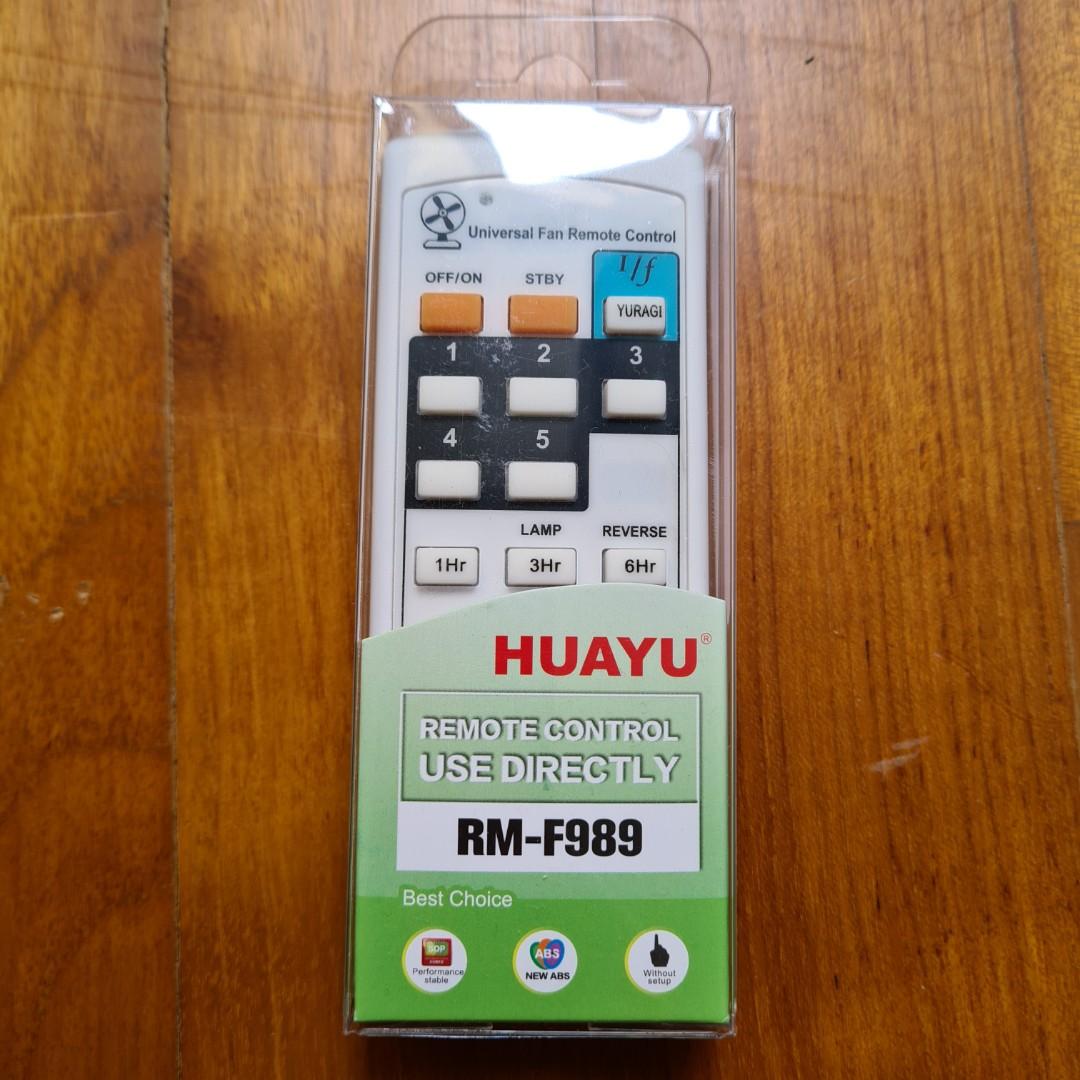 Universal Fan Remote Control
OFF/ON STBY 1/f
YURAGI
1 2 3
4 5
LAMP REVERSE
1Hr 3Hr 6Hr
HUAYU®
REMOTE CONTROL
USE DIRECTLY
RM-F989
Best Choice
SOP
Performance
stable
ABS
NEW ABS
Without
setup